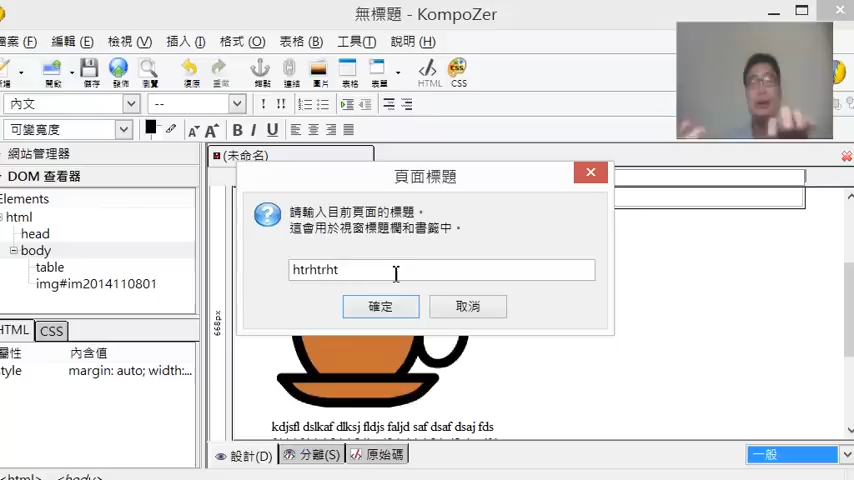 無標題 - KompoZer
檔案(F) 編輯(E) 檢視(V) 插入(I) 格式(O) 表格(B) 工具(T) 說明(H)
開啟 儲存 發佈 瀏覽 復原 重做 錨點 連結 圖片 表格 表單 HTML CSS
內文 --
可變寬度 B I U
網站管理器
(未命名)
DOM 查看器
Elements
html
head
body
table
img#im2014110801
頁面標題
請輸入目前頁面的標題。
這會用於視窗標題欄和書籤中。
htrhtrht
確定 取消
668px
HTML CSS
屬性 內含值
style margin: auto; width:...
kdjsfl dslkaf dlksj fldjs faljd saf dsaf dsaj fds
設計(D) 分離(S) 原始碼
一般
<html> <body>